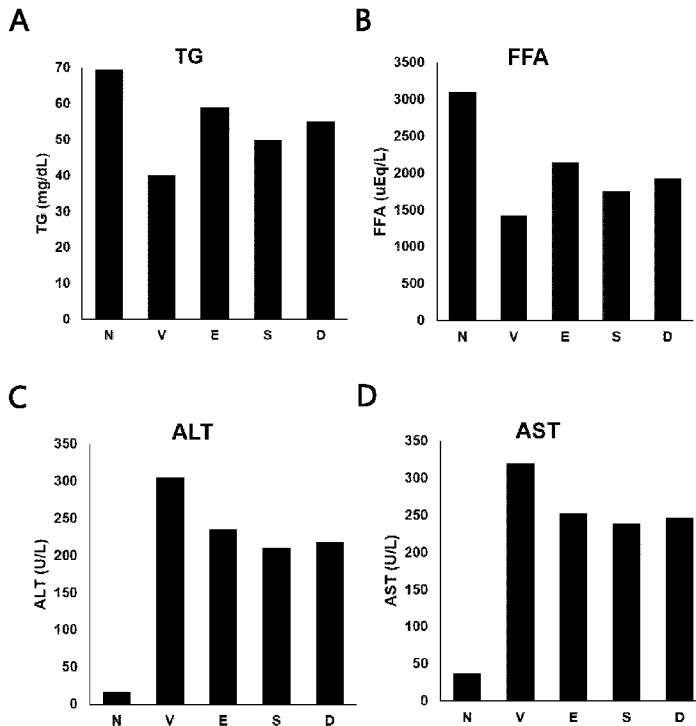 A
TG
TG (mg/dL)
70
60
50
40
30
20
10
0
N V E S D
B
FFA
FFA (uEq/L)
3500
3000
2500
2000
1500
1000
500
0
N V E S D
C
ALT
ALT (U/L)
350
300
250
200
150
100
50
0
N V E S D
D
AST
AST (U/L)
350
300
250
200
150
100
50
0
N V E S D